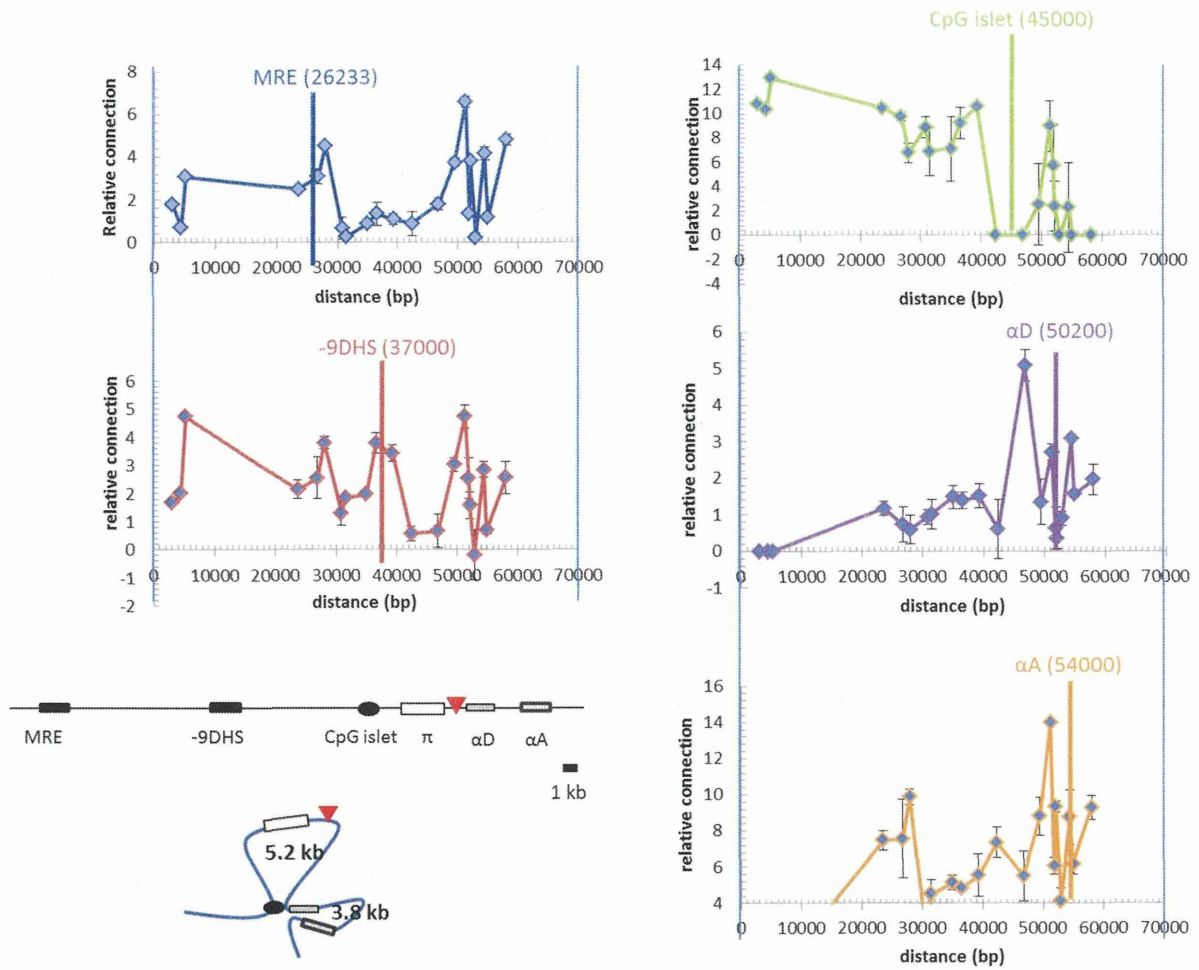 MRE (26233)
Relative connection
8
6
4
2
0
0 10000 20000 30000 40000 50000 60000 70000
distance (bp)
CpG islet (45000)
relative connection
14
12
10
8
6
4
2
0
-2
-4
0 10000 20000 30000 40000 50000 60000 70000
distance (bp)
-9DHS (37000)
relative connection
6
5
4
3
2
1
0
-1
-2
0 10000 20000 30000 40000 50000 60000 70000
distance (bp)
αD (50200)
relative connection
6
5
4
3
2
1
0
-1
0 10000 20000 30000 40000 50000 60000 70000
distance (bp)
MRE -9DHS CpG islet π αD αA
1 kb
5.2 kb
3.8 kb
αA (54000)
relative connection
16
14
12
10
8
6
4
0 10000 20000 30000 40000 50000 60000 70000
distance (bp)